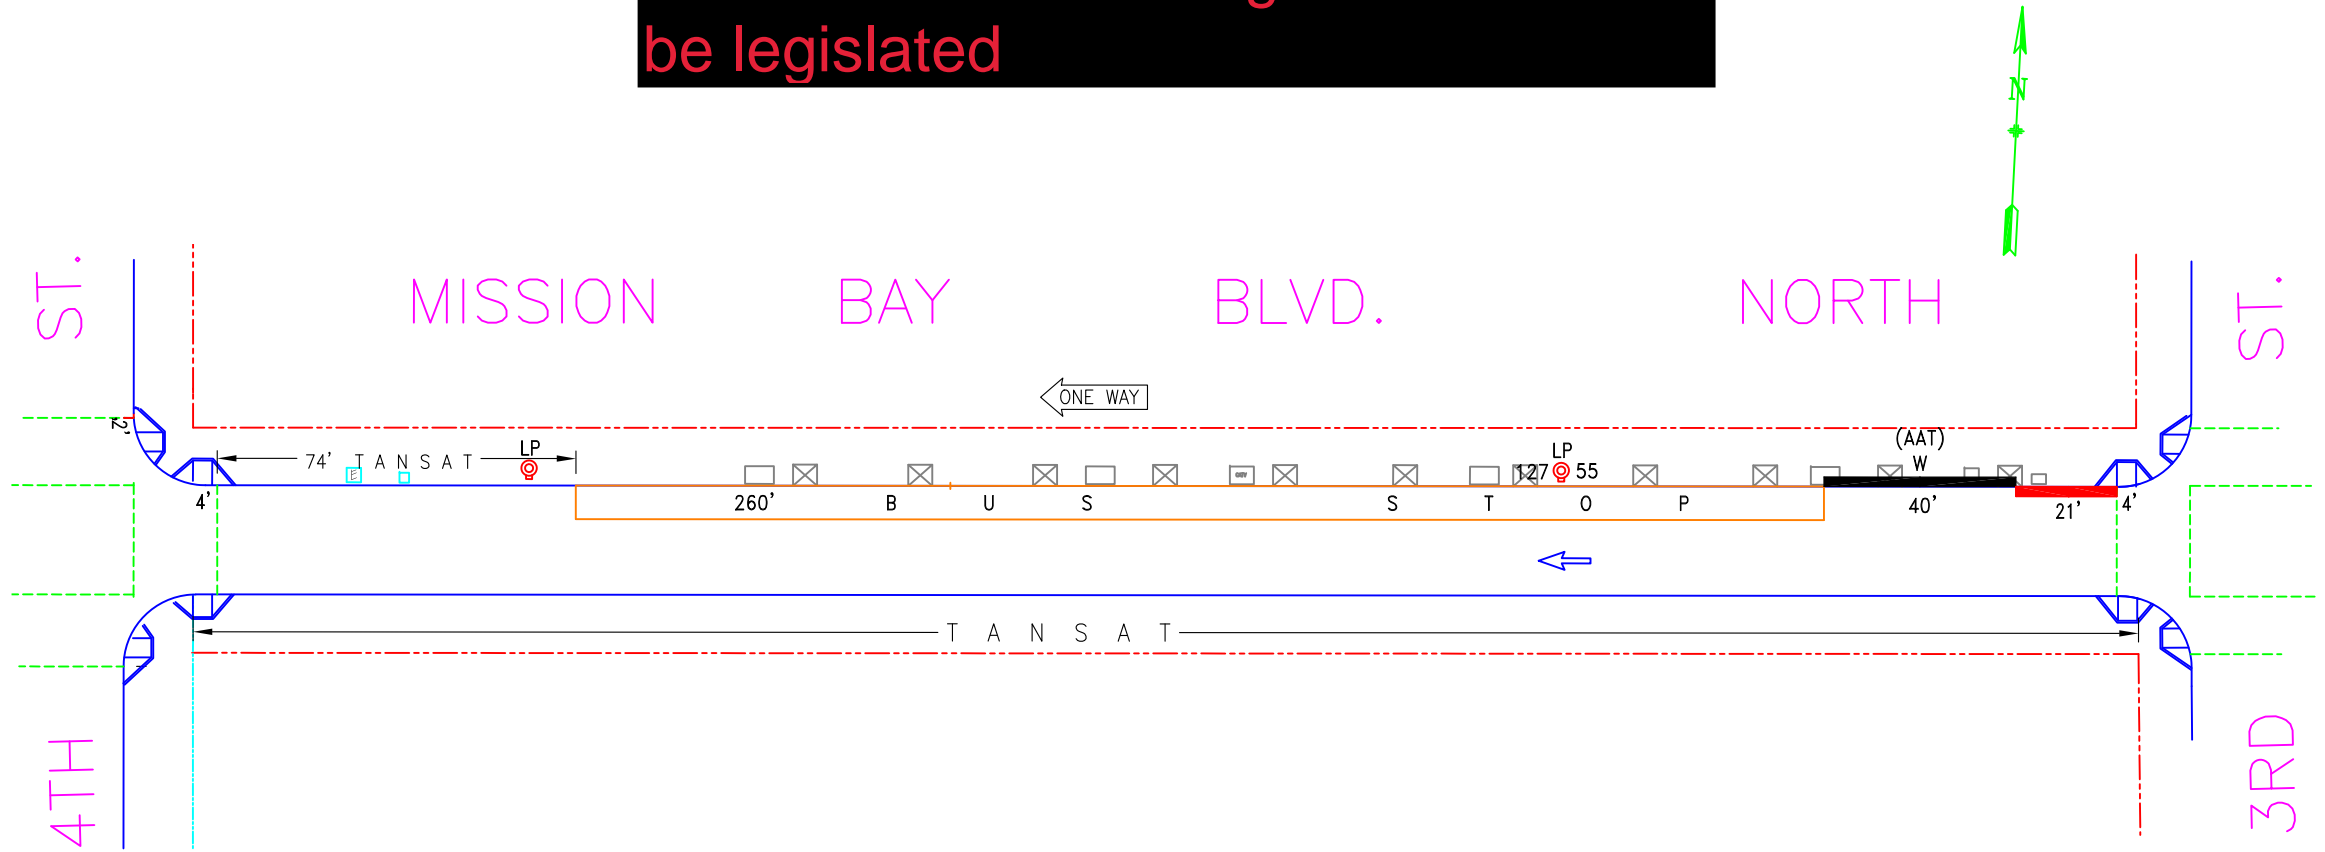 be legislated
N
ST.
MISSION BAY BLVD. NORTH
ST.
ONE WAY
2'
74' TANSAT
LP
LP
127 55
(AAT)
W
4'
260' BUS STOP
40'
21'
4'
TANSAT
4TH
3RD